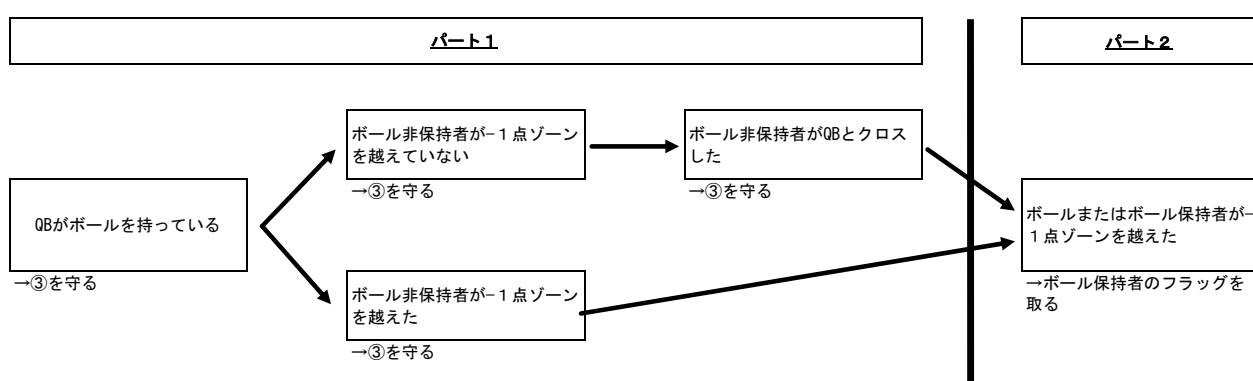 パート1
パート2
ボール非保持者が−１点ゾーン
を越えていない
→③を守る
ボール非保持者がQBとクロス
した
→③を守る
QBがボールを持っている
→③を守る
ボール非保持者が−１点ゾーン
を越えた
→③を守る
ボールまたはボール保持者が−
１点ゾーンを越えた
→ボール保持者のフラッグを
取る